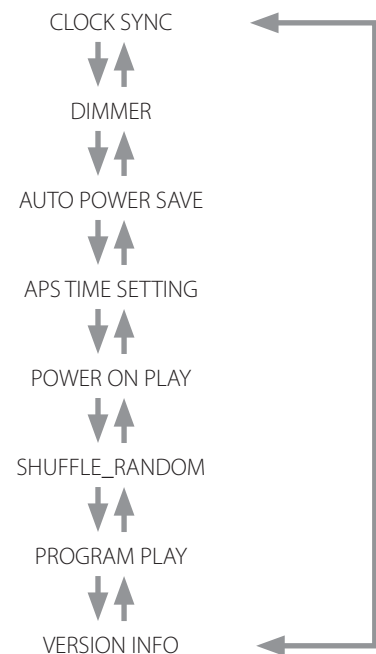 CLOCK SYNC
DIMMER
AUTO POWER SAVE
APS TIME SETTING
POWER ON PLAY
SHUFFLE_RANDOM
PROGRAM PLAY
VERSION INFO